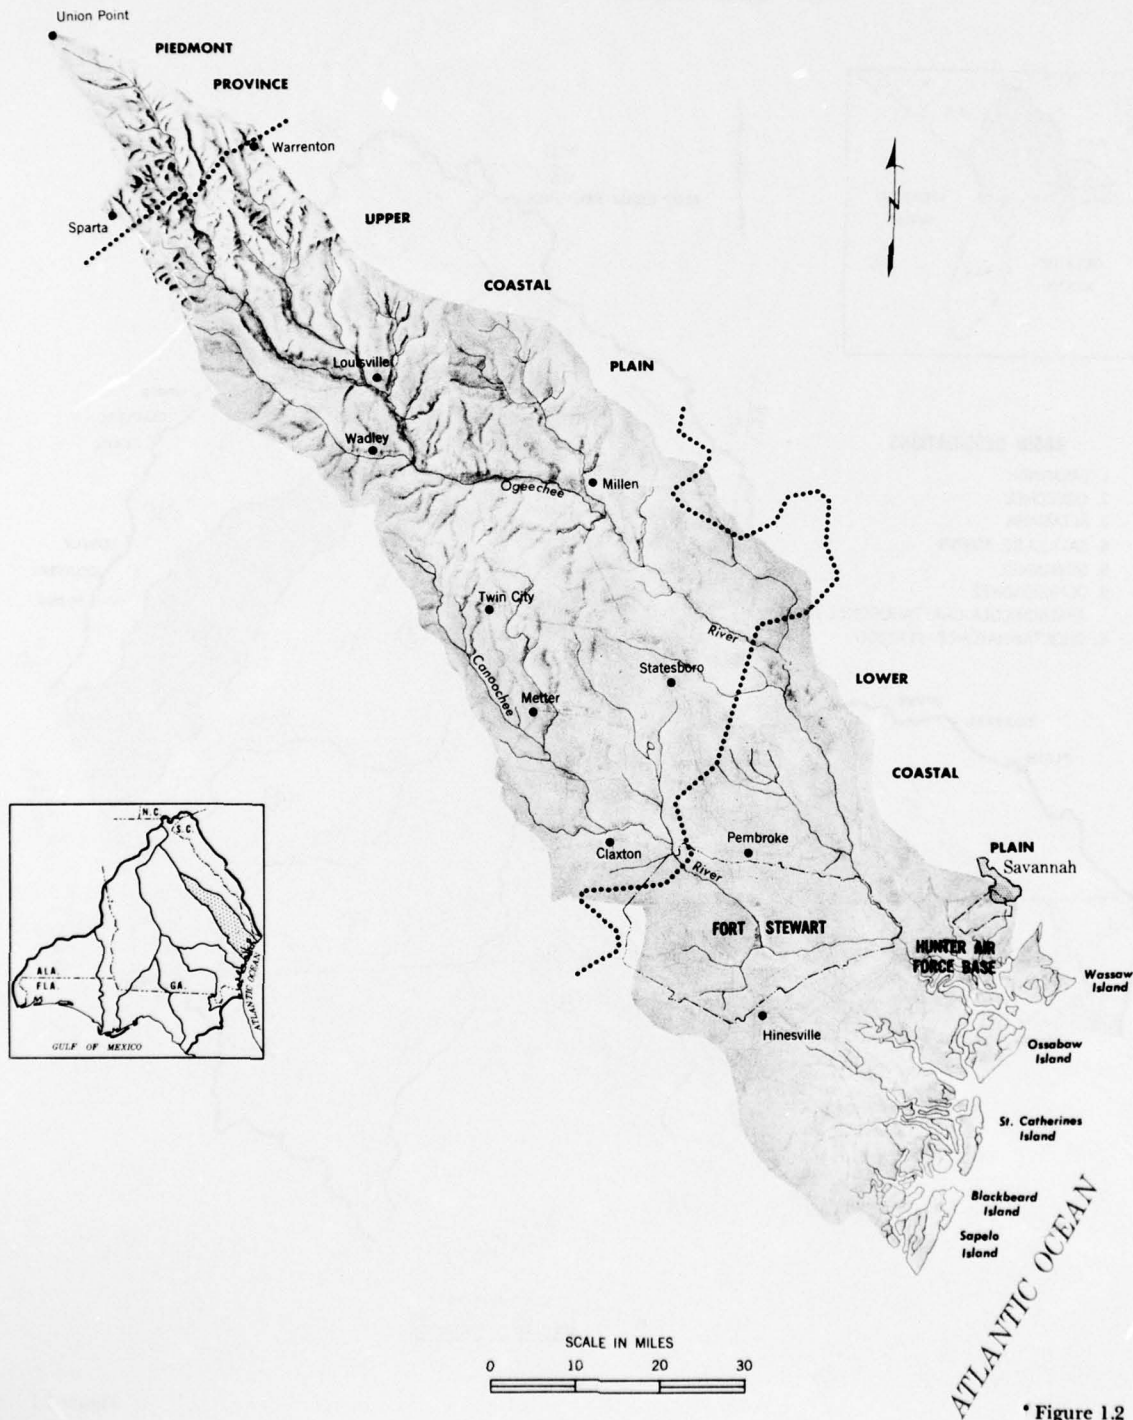 Union Point
PIEDMONT
PROVINCE
Warrenton
Sparta
UPPER
COASTAL
PLAIN
Louisville
Wadley
Ogeechee
Millen
Twin City
River
Canoochee
Statesboro
Metter
LOWER
COASTAL
PLAIN
Savannah
Claxton
Pembroke
River
FORT STEWART
HUNTER AIR
FORCE BASE
Wassaw
Island
Hinesville
Ossabaw
Island
St. Catherines
Island
Blackbeard
Island
Sapelo
Island
ATLANTIC OCEAN
N.C.
S.C.
ALA.
FLA.
GA.
ATLANTIC OCEAN
GULF OF MEXICO
SCALE IN MILES
0 10 20 30
Figure 1.2